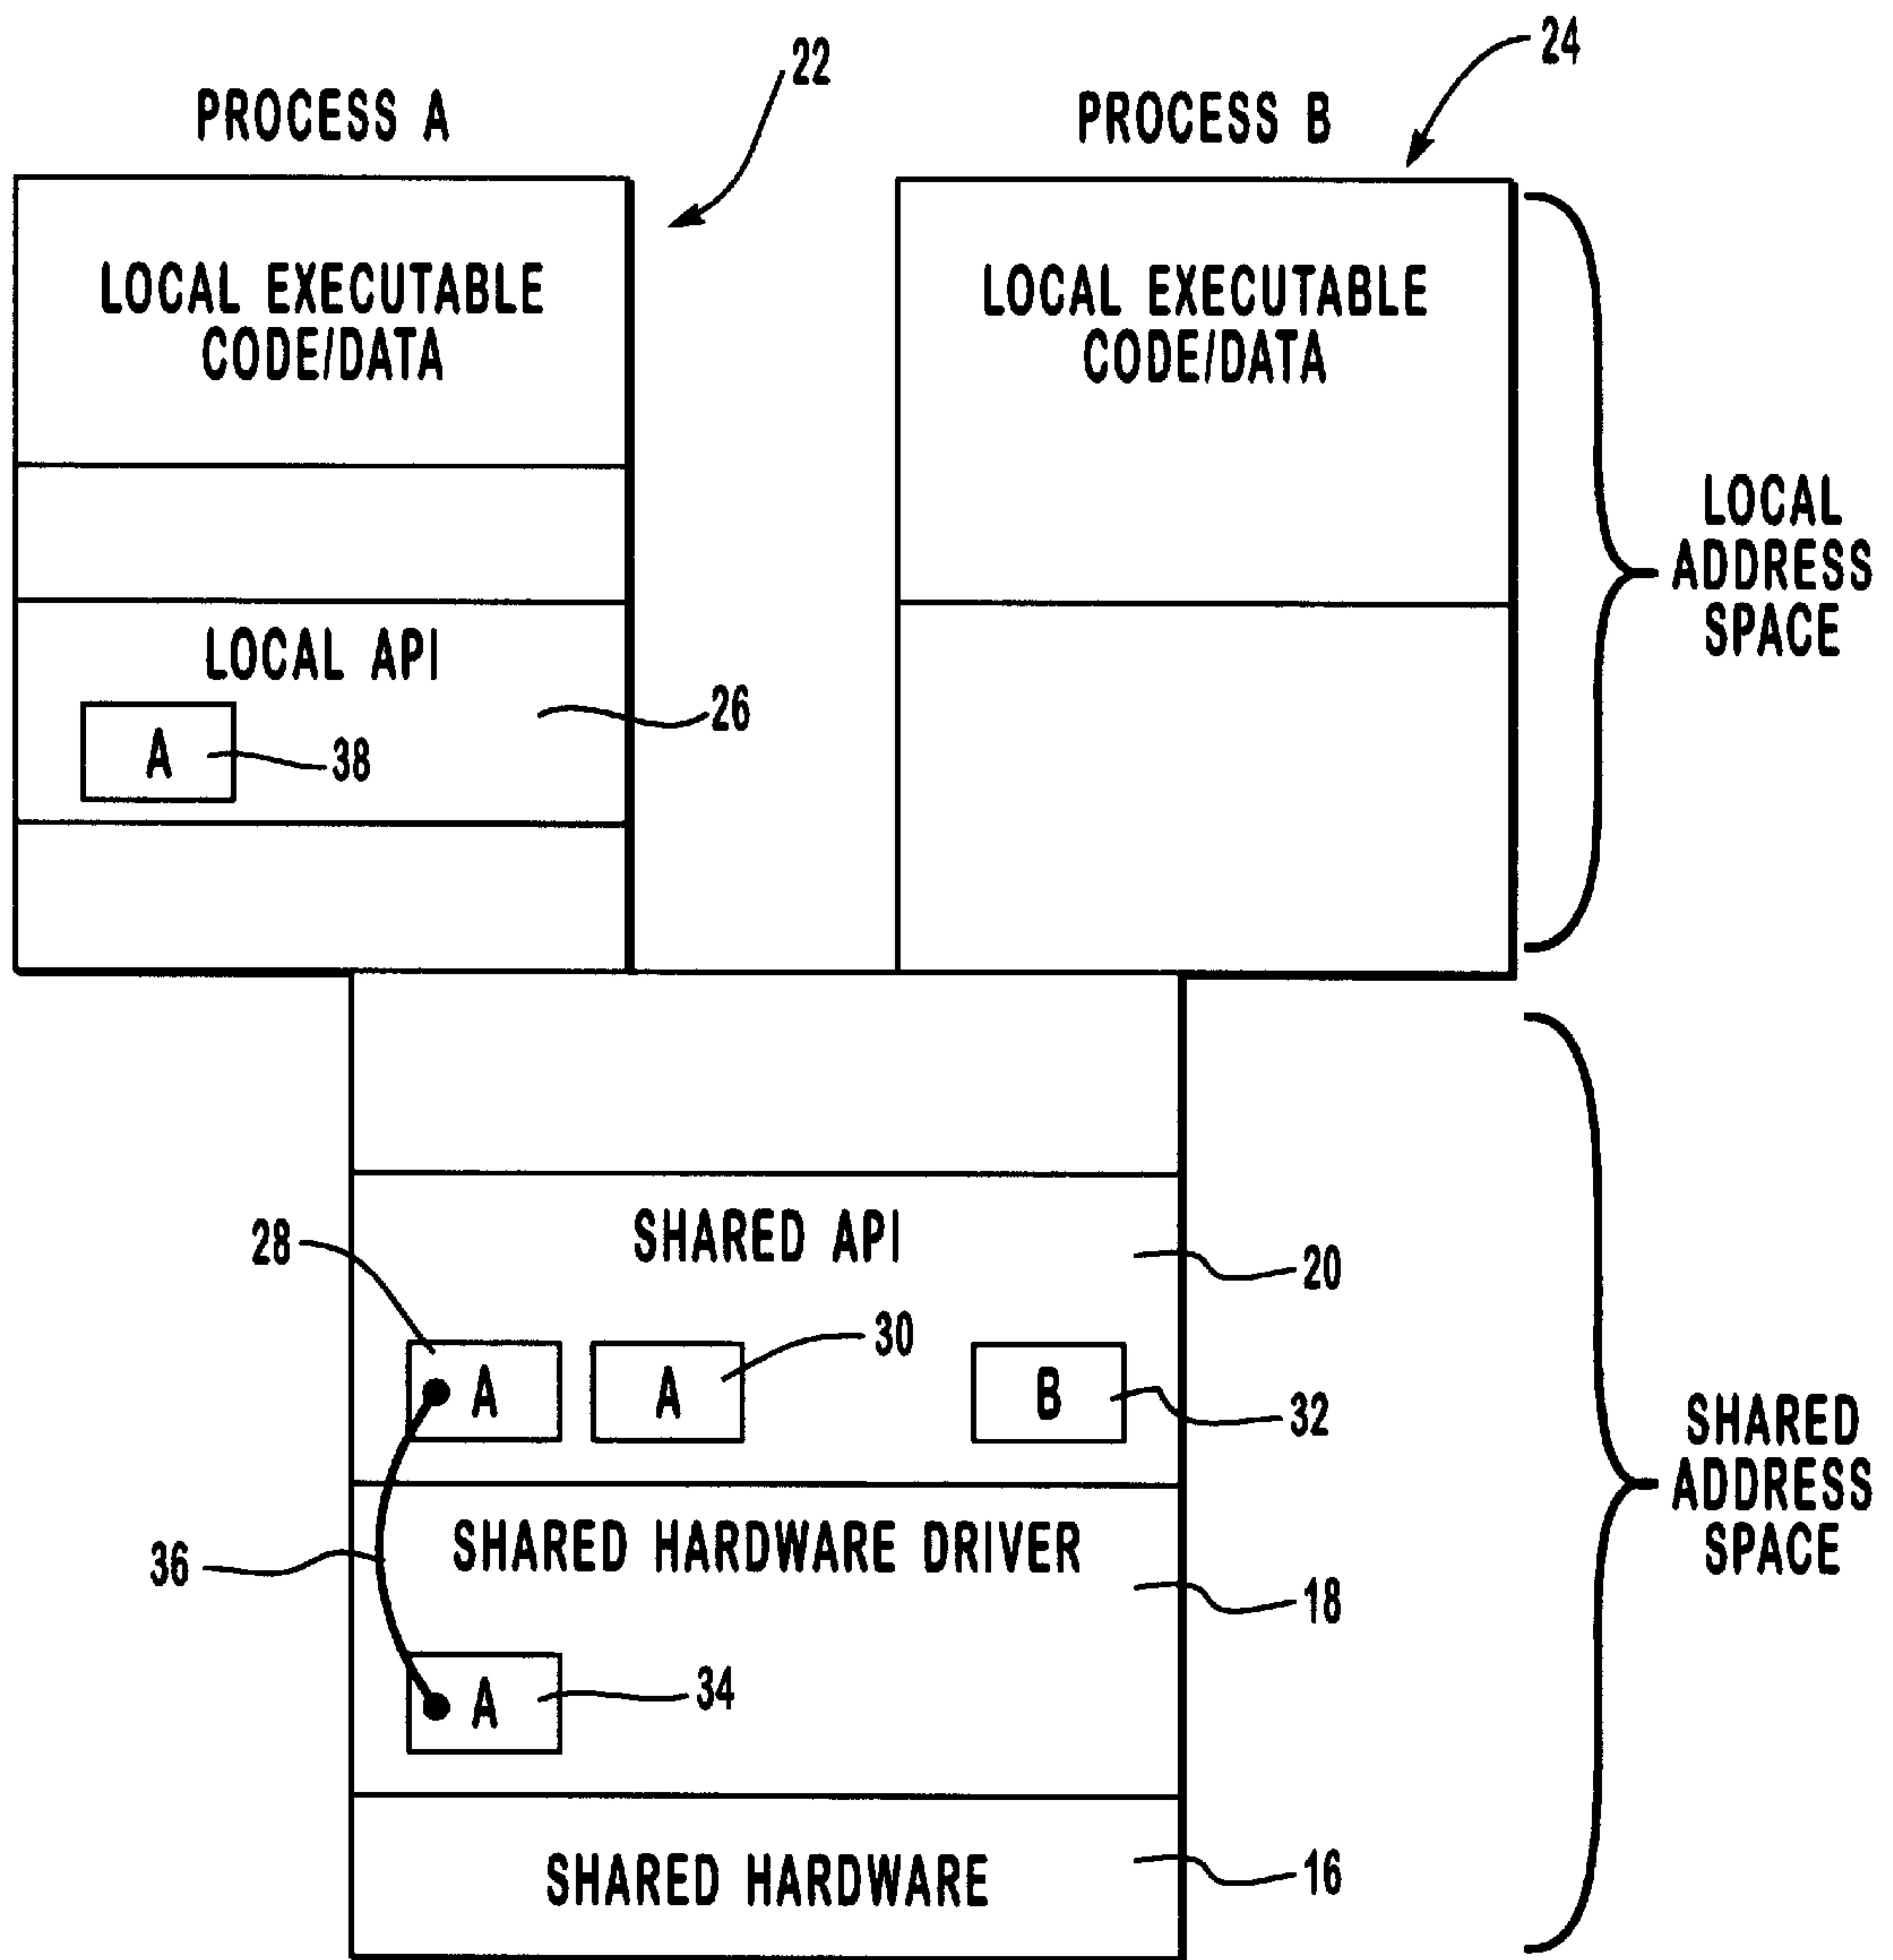 22
24
PROCESS A
PROCESS B
LOCAL EXECUTABLE
CODE/DATA
LOCAL EXECUTABLE
CODE/DATA
LOCAL
ADDRESS
SPACE
LOCAL API
26
A
38
SHARED API
28
20
A
A
30
B
32
SHARED
ADDRESS
SPACE
SHARED HARDWARE DRIVER
36
18
A
34
SHARED HARDWARE
16